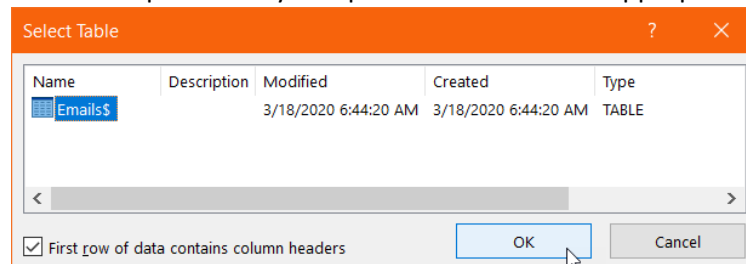 Select Table ? ×
Name Description Modified Created Type
Emails$ 3/18/2020 6:44:20 AM 3/18/2020 6:44:20 AM TABLE
First row of data contains column headers OK Cancel